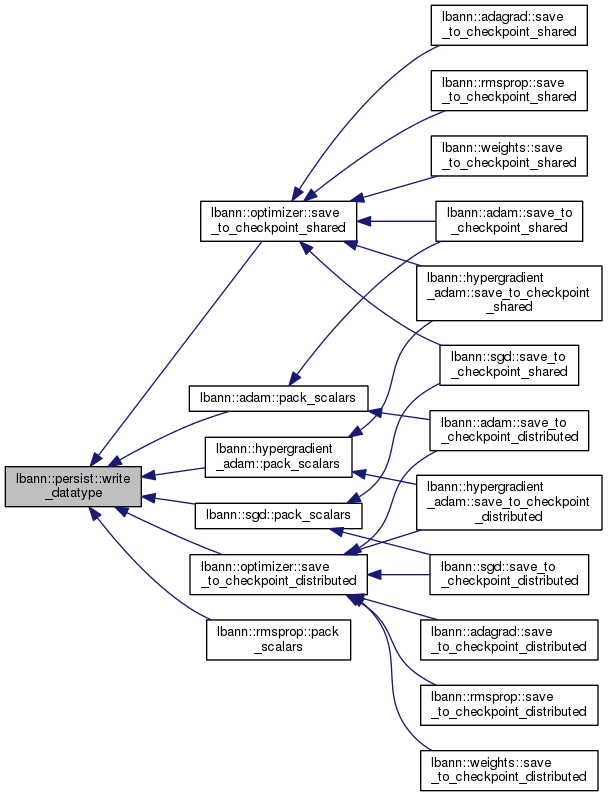 lbann::adagrad::save
_to_checkpoint_shared
lbann::rmsprop::save
_to_checkpoint_shared
lbann::weights::save
_to_checkpoint_shared
lbann::optimizer::save
_to_checkpoint_shared
lbann::adam::save_to
_checkpoint_shared
lbann::hypergradient
_adam::save_to_checkpoint
_shared
lbann::sgd::save_to
_checkpoint_shared
lbann::adam::pack_scalars
lbann::adam::save_to
_checkpoint_distributed
lbann::hypergradient
_adam::pack_scalars
lbann::persist::write
_datatype
lbann::hypergradient
_adam::save_to_checkpoint
_distributed
lbann::sgd::pack_scalars
lbann::optimizer::save
_to_checkpoint_distributed
lbann::sgd::save_to
_checkpoint_distributed
lbann::rmsprop::pack
_scalars
lbann::adagrad::save
_to_checkpoint_distributed
lbann::rmsprop::save
_to_checkpoint_distributed
lbann::weights::save
_to_checkpoint_distributed